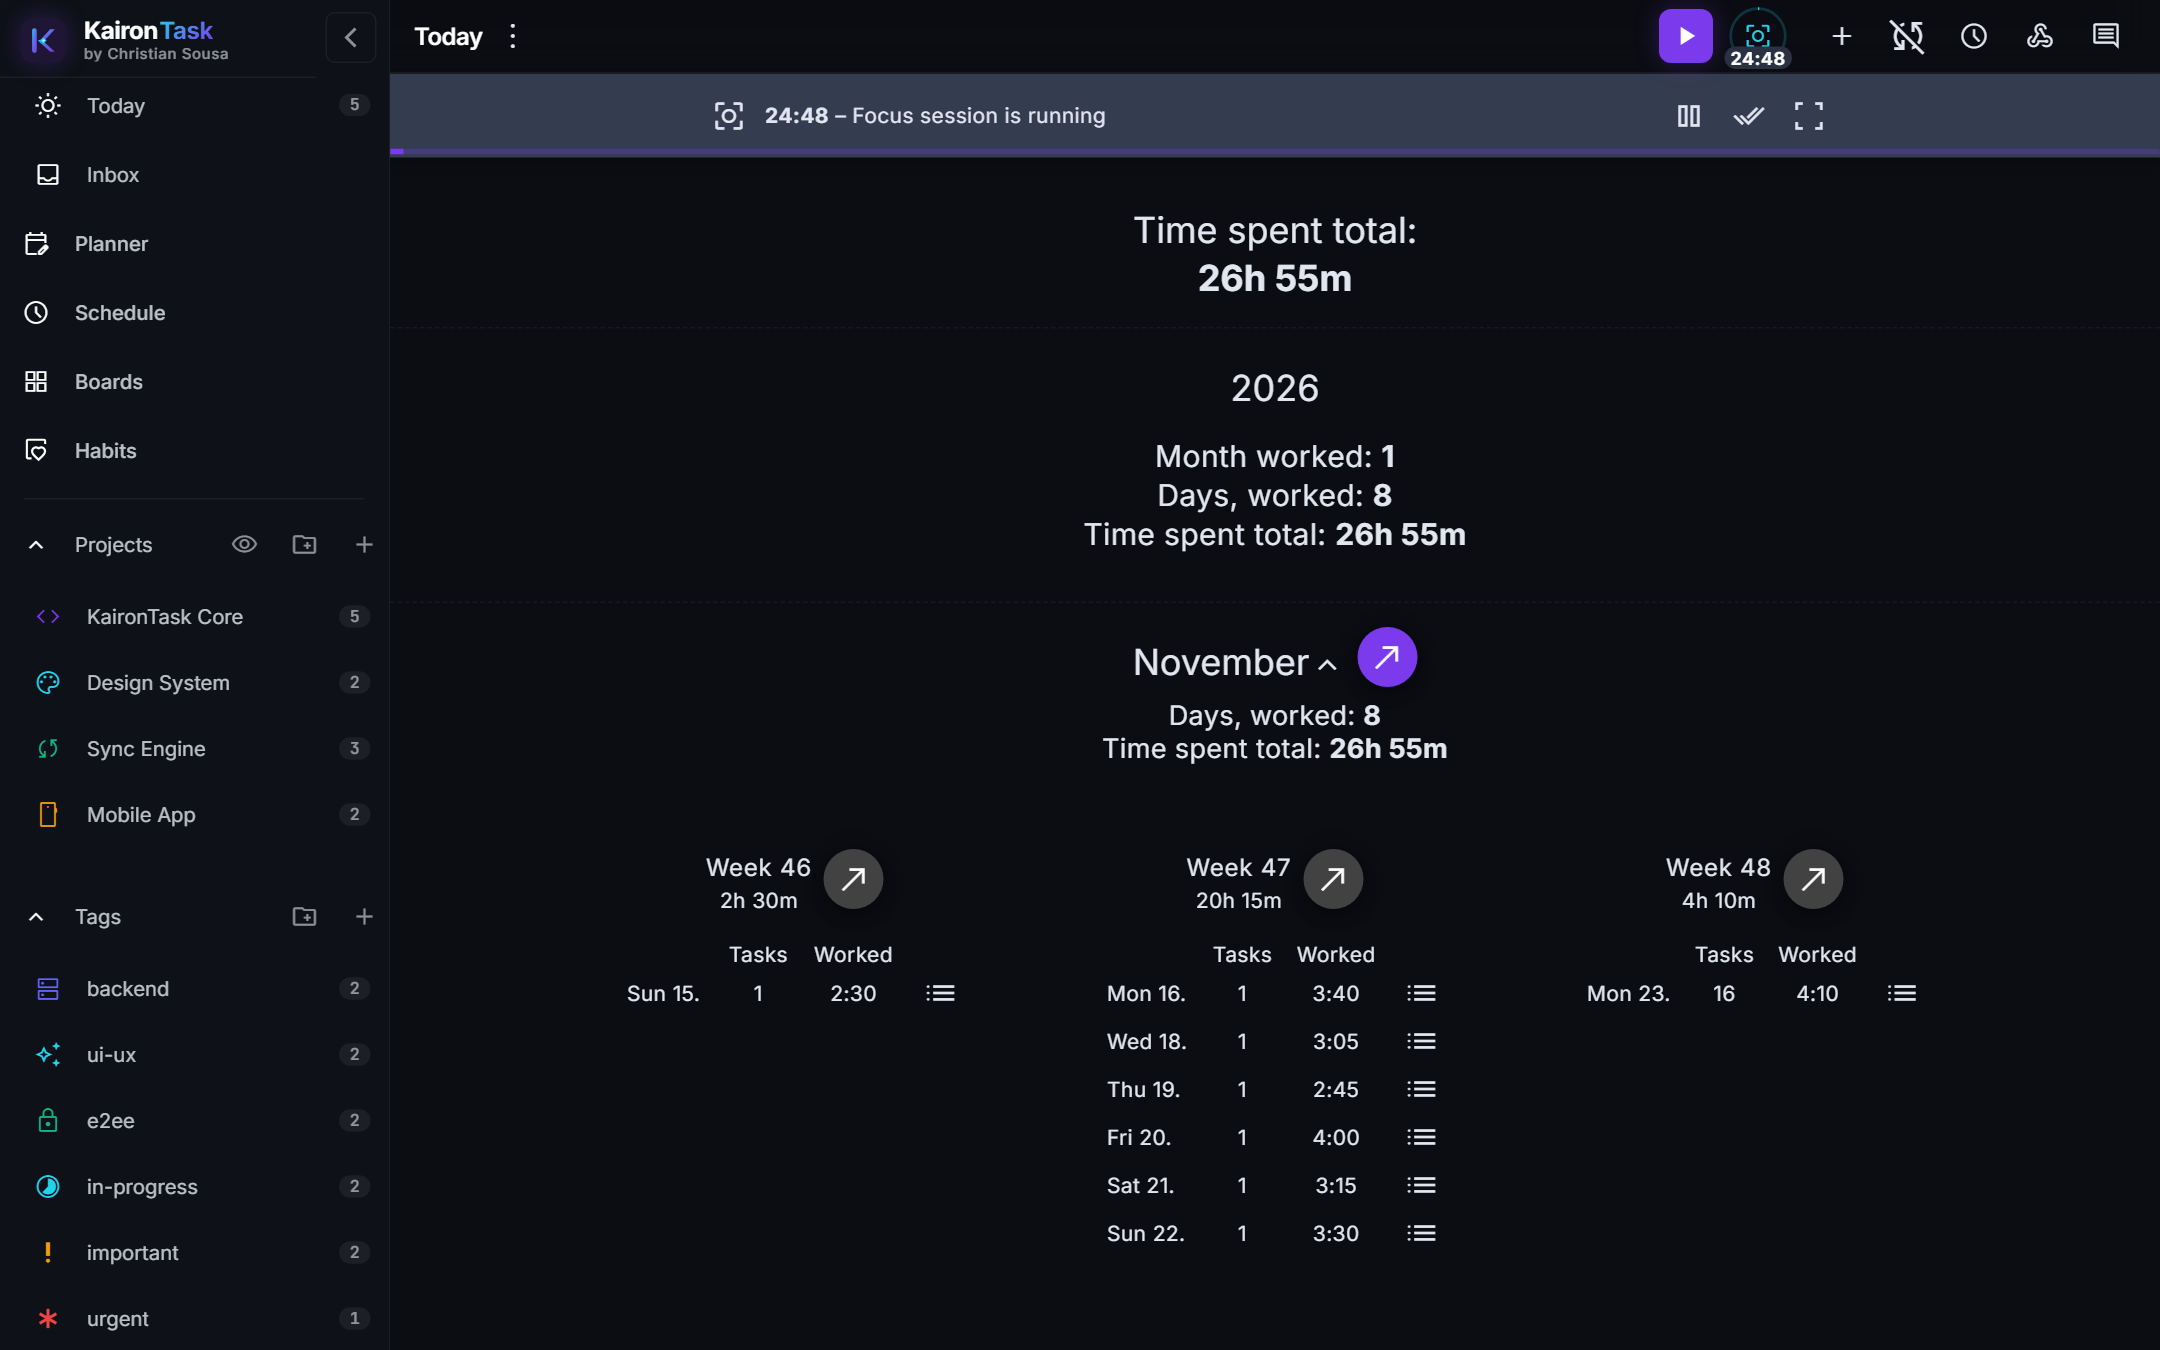 KaironTask
by Christian Sousa
Today 5
Inbox
Planner
Schedule
Boards
Habits
Projects
KaironTask Core 5
Design System 2
Sync Engine 3
Mobile App 2
Tags
backend 2
ui-ux 2
e2ee 2
in-progress 2
important 2
urgent 1
Today
24:48
24:48 – Focus session is running
Time spent total:
26h 55m
2026
Month worked: 1
Days, worked: 8
Time spent total: 26h 55m
November
Days, worked: 8
Time spent total: 26h 55m
Week 46
2h 30m
Tasks Worked
Sun 15. 1 2:30
Week 47
20h 15m
Tasks Worked
Mon 16. 1 3:40
Wed 18. 1 3:05
Thu 19. 1 2:45
Fri 20. 1 4:00
Sat 21. 1 3:15
Sun 22. 1 3:30
Week 48
4h 10m
Tasks Worked
Mon 23. 16 4:10